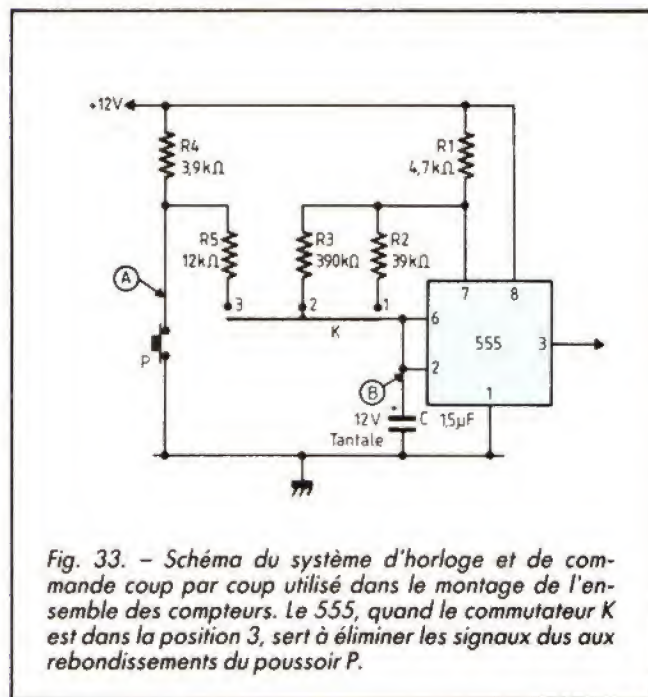 +12V
R4
3,9kΩ
R1
4,7kΩ
R5
12kΩ
R3
390kΩ
R2
39kΩ
A
3
2
1
K
7
8
6
555
3
P
2
1
B
12V
C 1,5µF
Tantale
Fig. 33. – Schéma du système d'horloge et de com-
mande coup par coup utilisé dans le montage de l'en-
semble des compteurs. Le 555, quand le commutateur K
est dans la position 3, sert à éliminer les signaux dus aux
rebondissements du poussoir P.